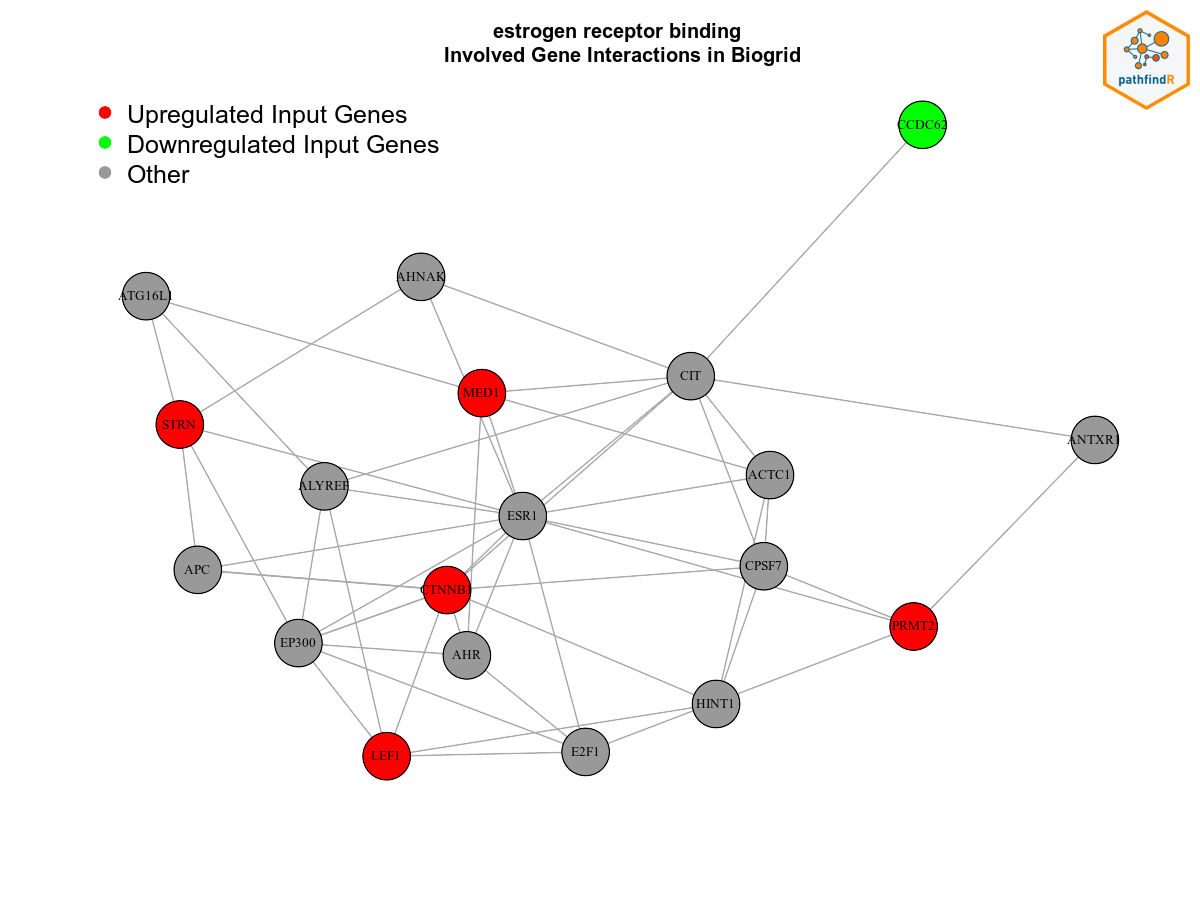 estrogen receptor binding
Involved Gene Interactions in Biogrid
pathfindR
Upregulated Input Genes
Downregulated Input Genes
Other
CCDC62
AHNAK
ATG16L1
CIT
MED1
STRN
ANTXR1
ACTC1
ALYREF
ESR1
CPSF7
APC
CTNNB1
PRMT2
EP300
AHR
HINT1
E2F1
LEF1